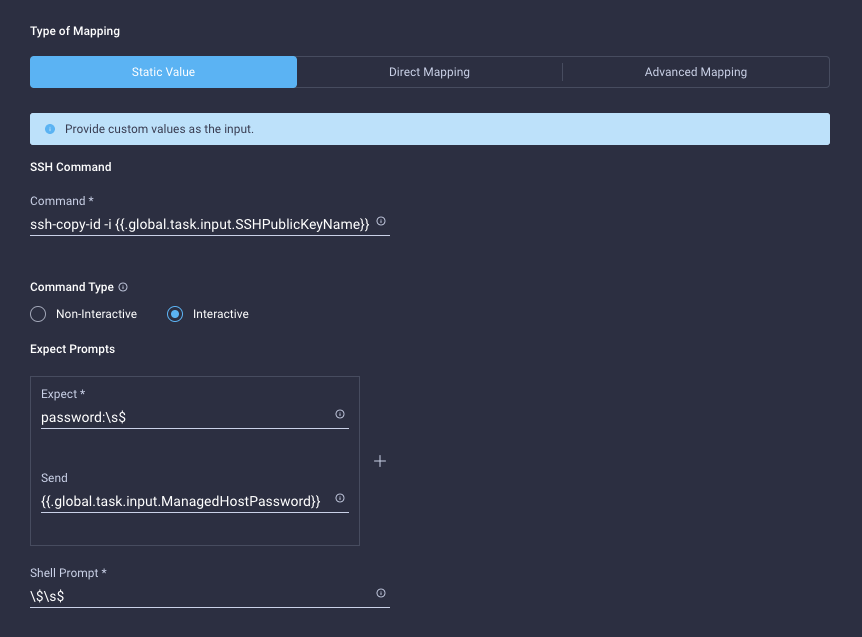 Type of Mapping
Static Value Direct Mapping Advanced Mapping
Provide custom values as the input.
SSH Command
Command *
ssh-copy-id -i {{.global.task.input.SSHPublicKeyName}}
Command Type
Non-Interactive Interactive
Expect Prompts
Expect *
password:\s$
Send
{{.global.task.input.ManagedHostPassword}}
Shell Prompt *
\$\s$